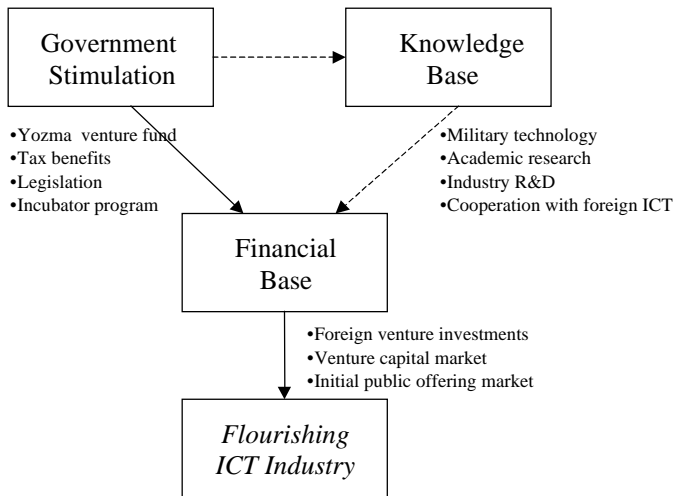 Government
Stimulation
Knowledge
Base
•Yozma venture fund
•Tax benefits
•Legislation
•Incubator program
•Military technology
•Academic research
•Industry R&D
•Cooperation with foreign ICT
Financial
Base
•Foreign venture investments
•Venture capital market
•Initial public offering market
Flourishing
ICT Industry